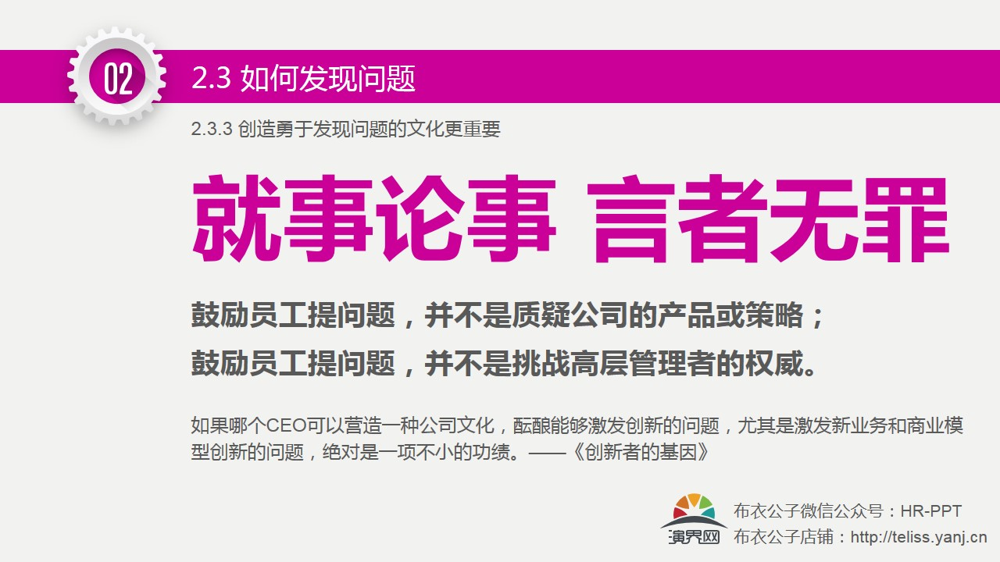 02
2.3 如何发现问题
2.3.3 创造勇于发现问题的文化更重要
就事论事 言者无罪
鼓励员工提问题，并不是质疑公司的产品或策略；
鼓励员工提问题，并不是挑战高层管理者的权威。
如果哪个CEO可以营造一种公司文化，酝酿能够激发创新的问题，尤其是激发新业务和商业模
型创新的问题，绝对是一项不小的功绩。——《创新者的基因》
演界网
布衣公子微信公众号：HR-PPT
布衣公子店铺：http://teliss.yanj.cn